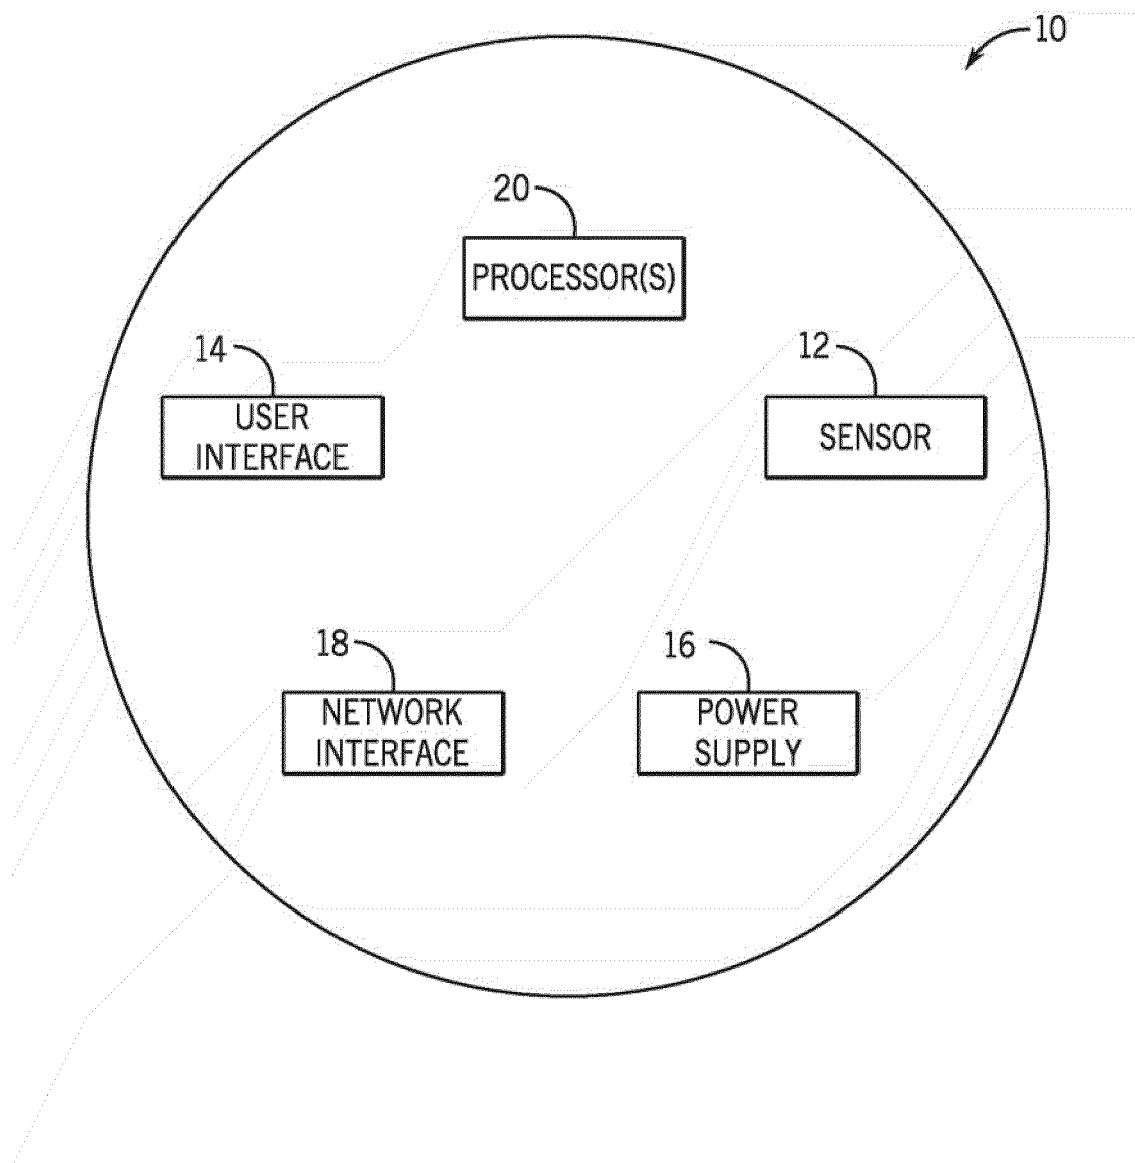 10
20
PROCESSOR(S)
14
USER
INTERFACE
12
SENSOR
18
NETWORK
INTERFACE
16
POWER
SUPPLY